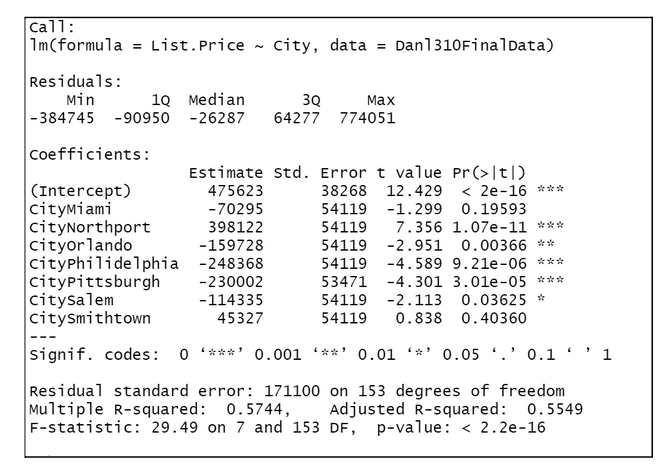 Call:
lm(formula = List.Price ~ City, data = Danl310FinalData)
Residuals:
Min 1Q Median 3Q Max
-384745 -90950 -26287 64277 774051
Coefficients:
Estimate Std. Error t value Pr(>|t|)
(Intercept) 475623 38268 12.429 < 2e-16 ***
CityMiami -70295 54119 -1.299 0.19593
CityNorthport 398122 54119 7.356 1.07e-11 ***
CityOrlando -159728 54119 -2.951 0.00366 **
CityPhilidelphia -248368 54119 -4.589 9.21e-06 ***
CityPittsburgh -230002 53471 -4.301 3.01e-05 ***
CitySalem -114335 54119 -2.113 0.03625 *
CitySmithtown 45327 54119 0.838 0.40360
---
Signif. codes: 0 ‘***’ 0.001 ‘**’ 0.01 ‘*’ 0.05 ‘.’ 0.1 ‘ ’ 1
Residual standard error: 171100 on 153 degrees of freedom
Multiple R-squared: 0.5744, Adjusted R-squared: 0.5549
F-statistic: 29.49 on 7 and 153 DF, p-value: < 2.2e-16